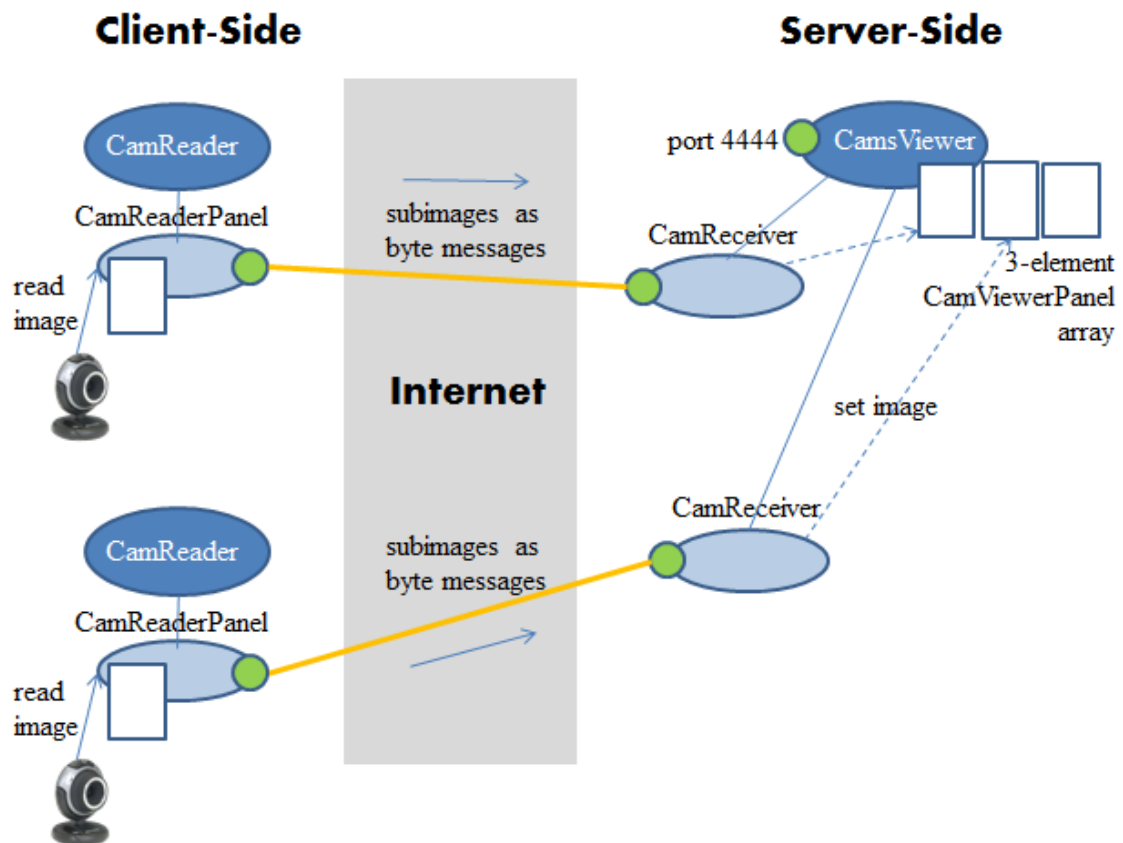 Client-Side
Server-Side
CamReader
port 4444
CamsViewer
CamReaderPanel
subimages as
byte messages
CamReceiver
read
image
3-element
CamViewerPanel
array
Internet
set image
CamReader
CamReceiver
subimages as
byte messages
CamReaderPanel
read
image